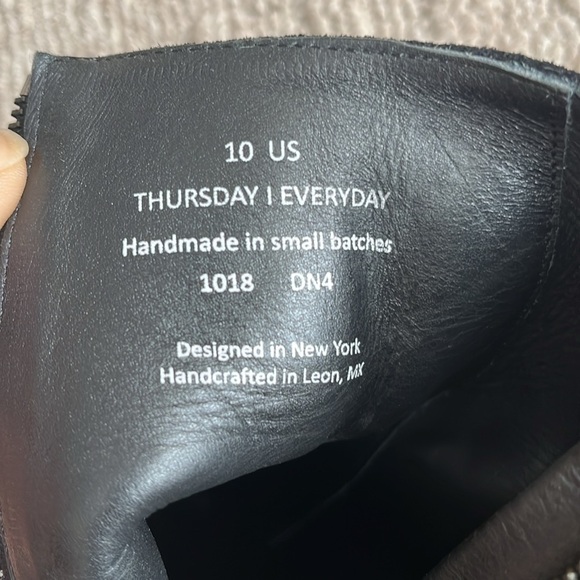 10 US
THURSDAY | EVERYDAY
Handmade in small batches
1018 DN4
Designed in New York
Handcrafted in Leon, MX